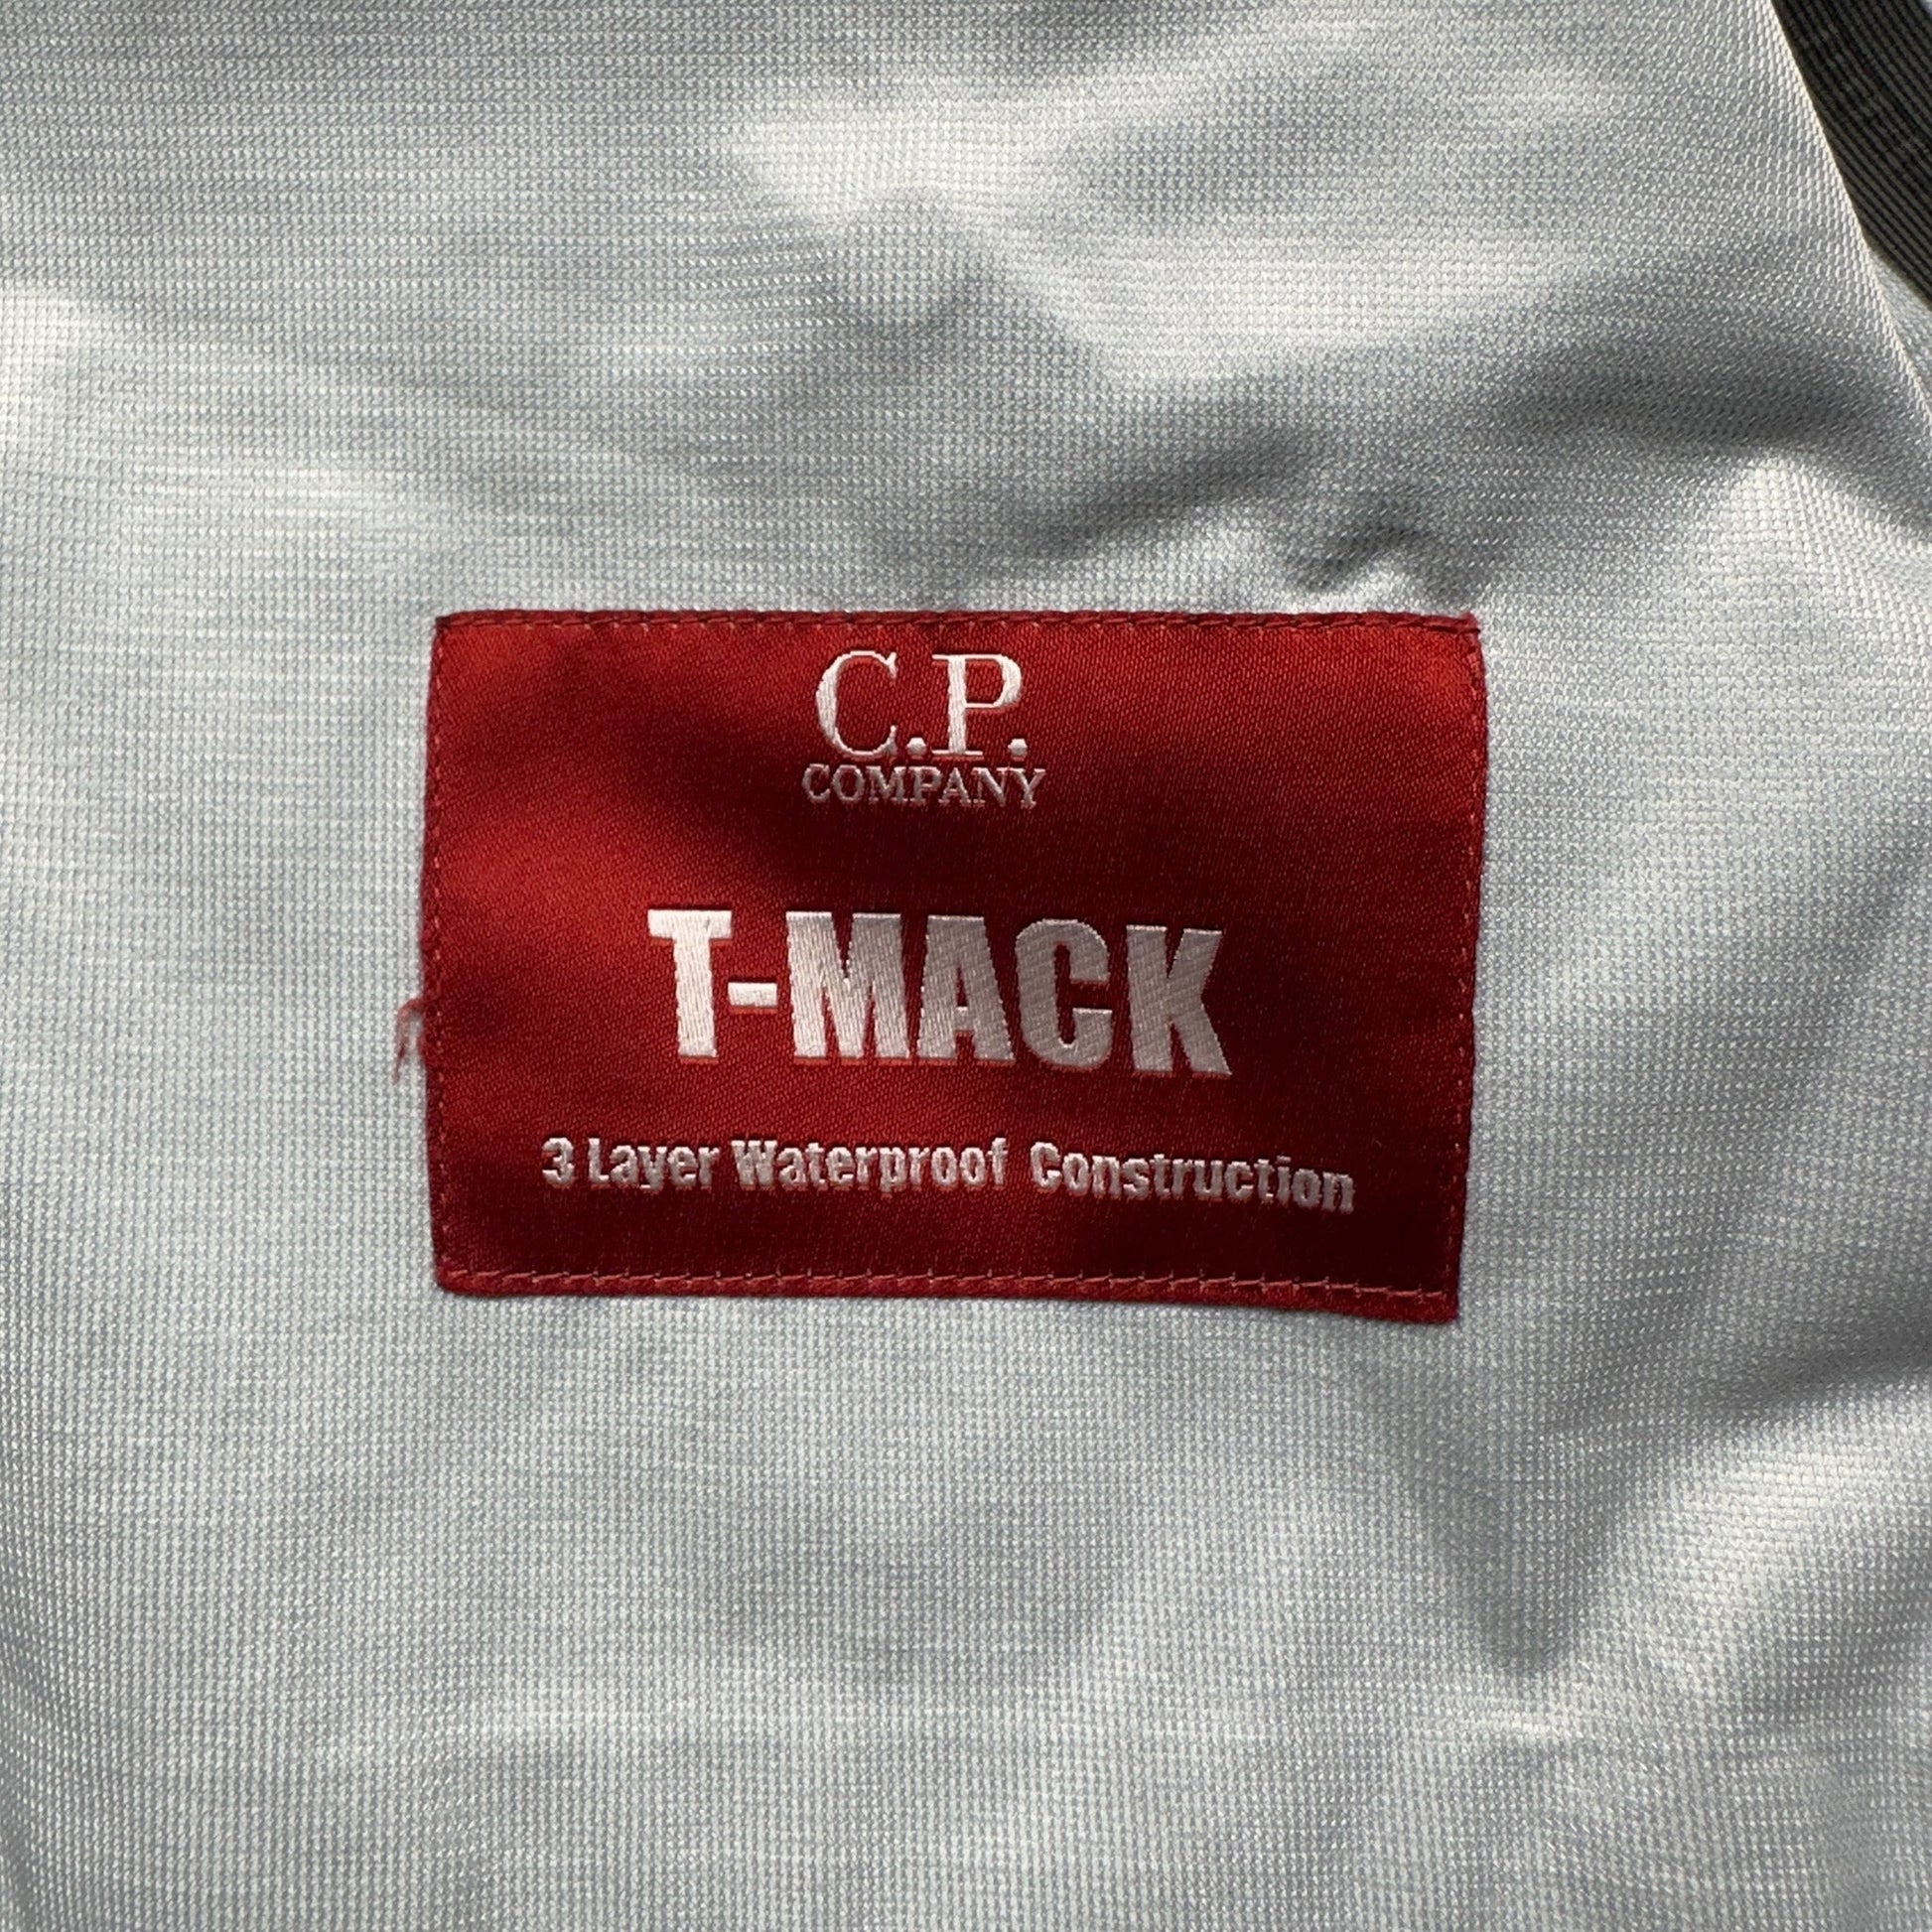 C.P.
COMPANY
T-MACK
3 Layer Waterproof Construction